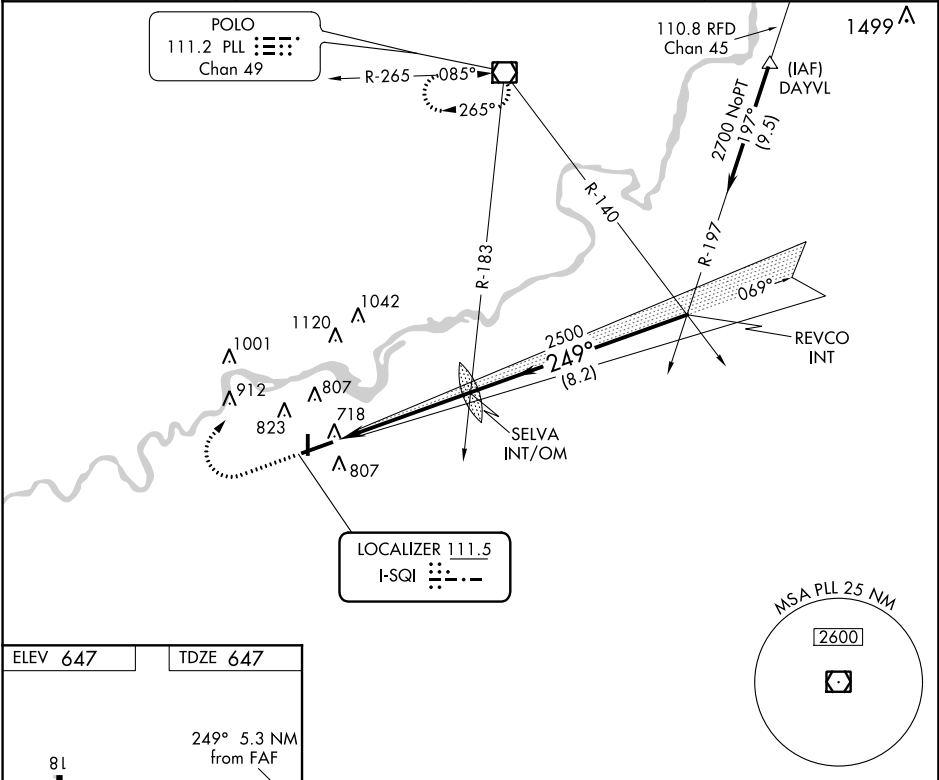 POLO
111.2 PLL
Chan 49
R-265
085°
265°
110.8 RFD
Chan 45
1499
(IAF)
DAYVL
2700 NoPT
197°
(9.5)
R-140
R-183
R-197
069°
REVCO
INT
2500
249°
(8.2)
SELVA
INT/OM
1042
1120
1001
912
807
823
718
807
LOCALIZER 111.5
I-SQI
MSA PLL 25 NM
2600
ELEV 647
TDZE 647
249° 5.3 NM
from FAF
18